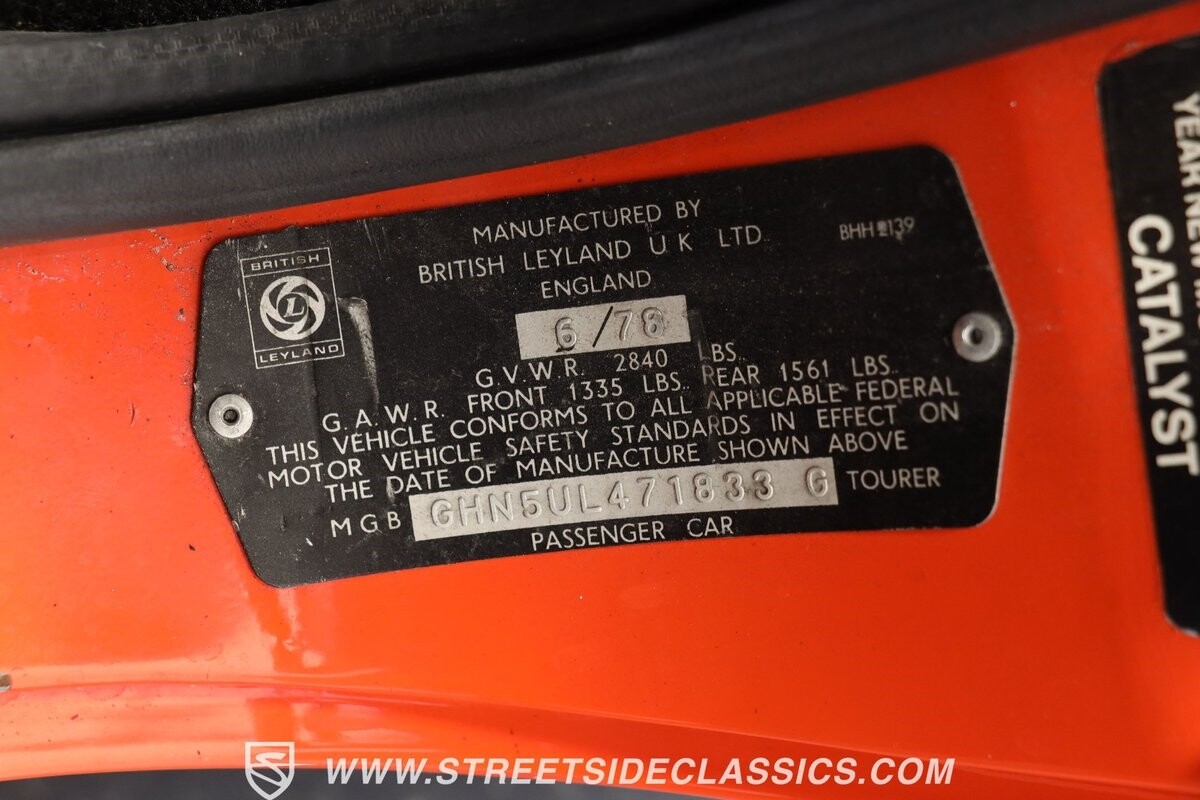 MANUFACTURED BY
BRITISH LEYLAND U K LTD.
ENGLAND
BHH 2139
BRITISH
L
LEYLAND
6/78
G.V.W.R. 2840 LBS..
G.A.W.R. FRONT 1335 LBS.. REAR 1561 LBS..
THIS VEHICLE CONFORMS TO ALL APPLICABLE FEDERAL
MOTOR VEHICLE SAFETY STANDARDS IN EFFECT ON
THE DATE OF MANUFACTURE SHOWN ABOVE
MGB GHN5UL471833 G TOURER
PASSENGER CAR
YEAR NEW
CATALYST
S WWW.STREETSIDECLASSICS.COM